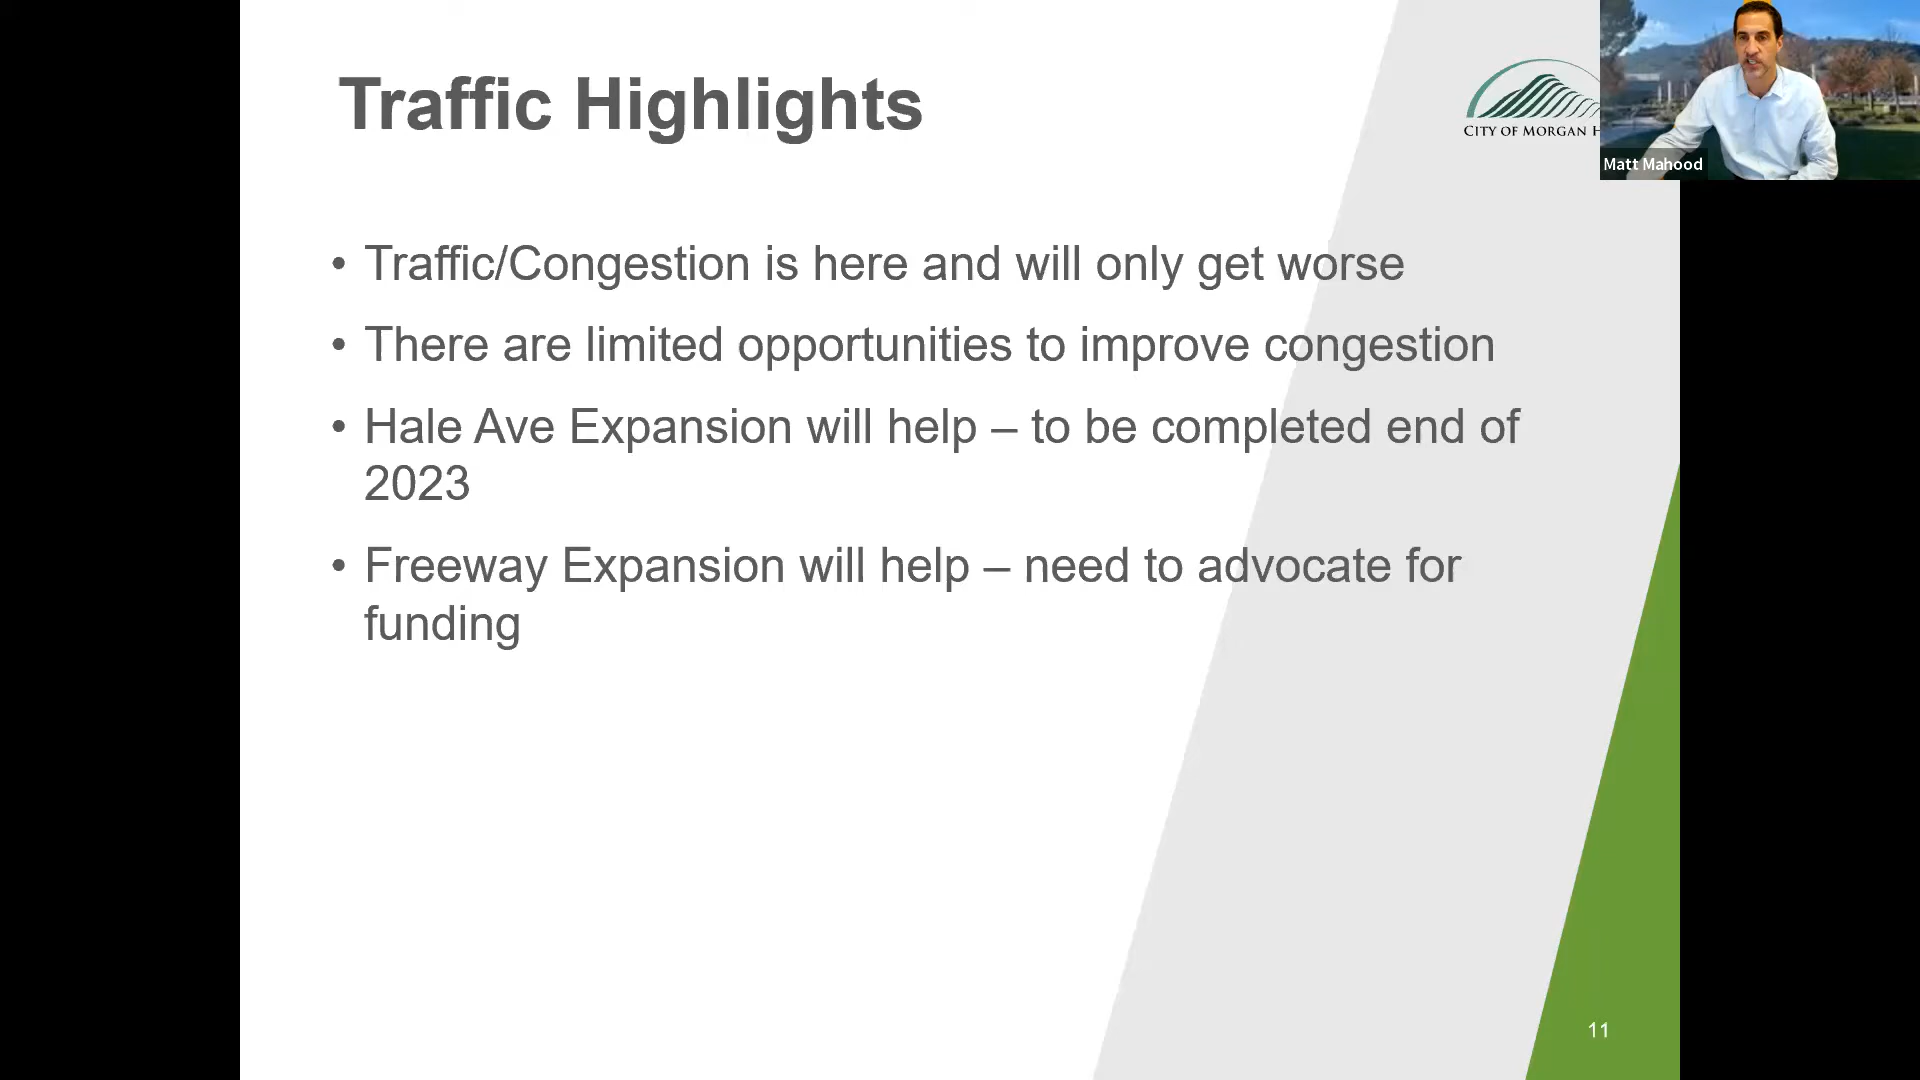 Traffic Highlights
CITY OF MORGAN H
Matt Mahood
• Traffic/Congestion is here and will only get worse
• There are limited opportunities to improve congestion
• Hale Ave Expansion will help – to be completed end of
2023
• Freeway Expansion will help – need to advocate for
funding
11